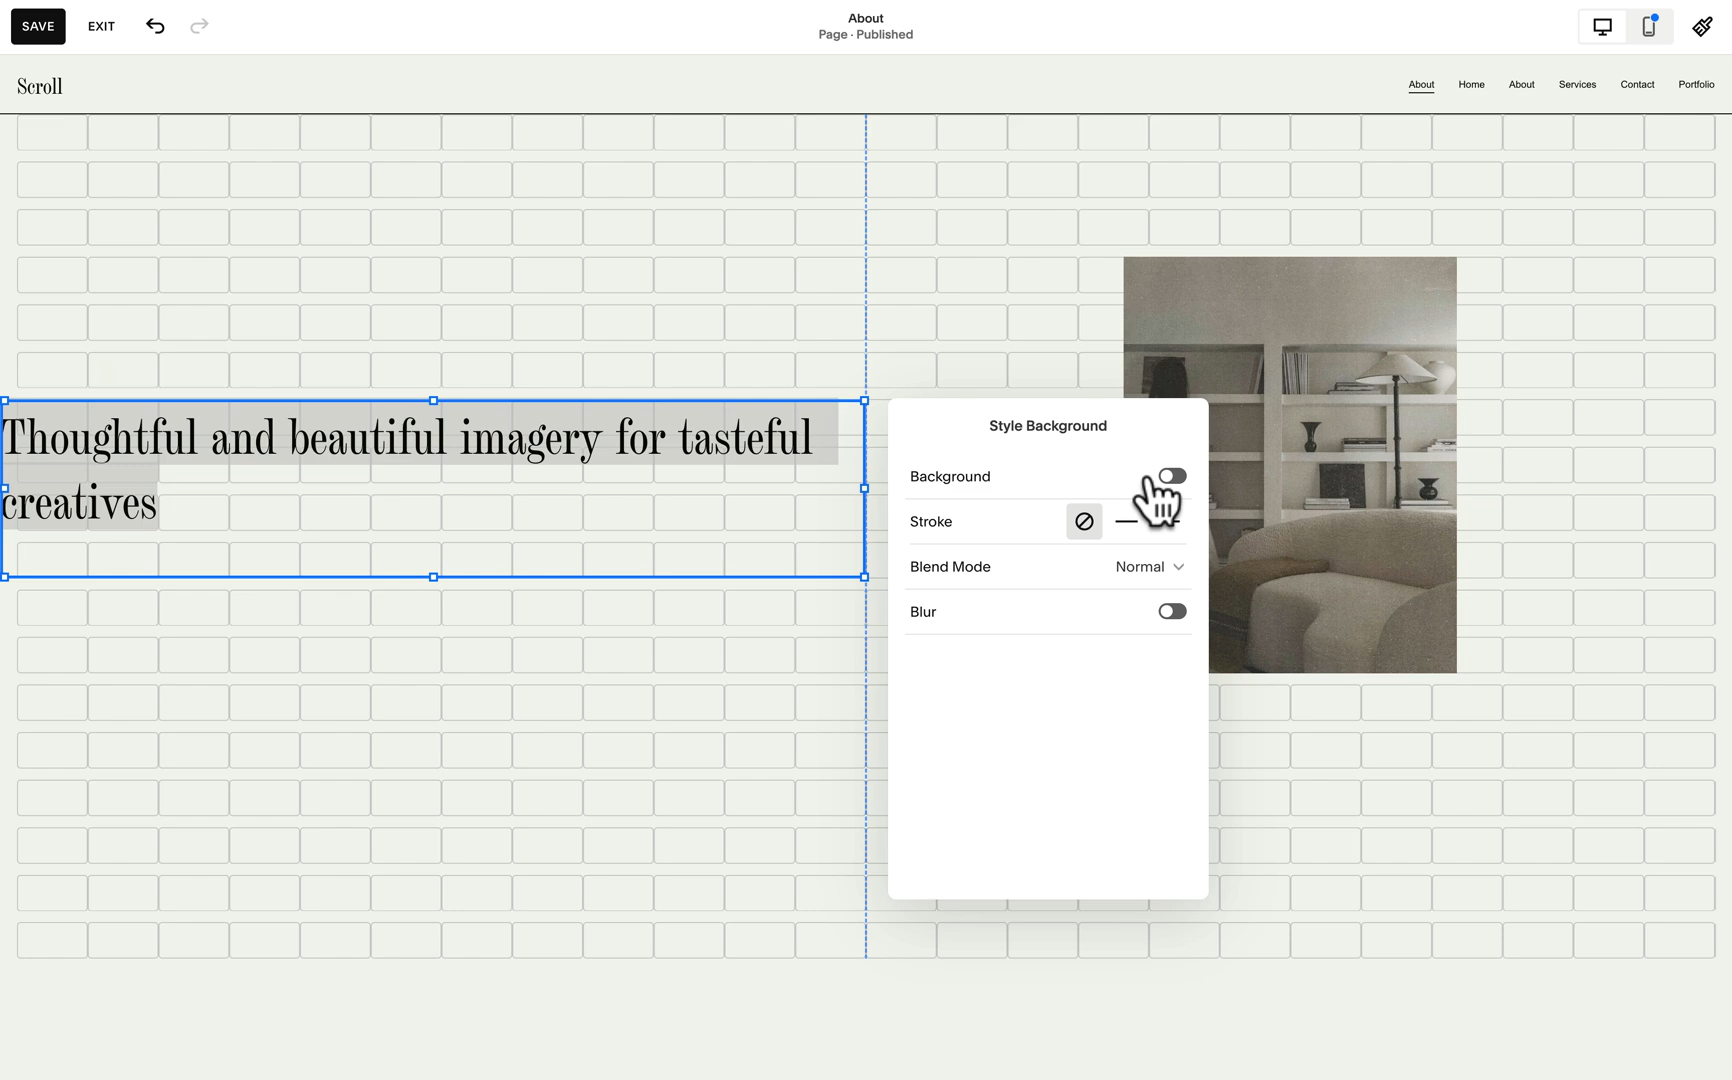 SAVE
EXIT
About
Page · Published
Scroll
About
Home
About
Services
Contact
Portfolio
Thoughtful and beautiful imagery for tasteful
creatives
Style Background
Background
Stroke
Blend Mode
Normal
Blur